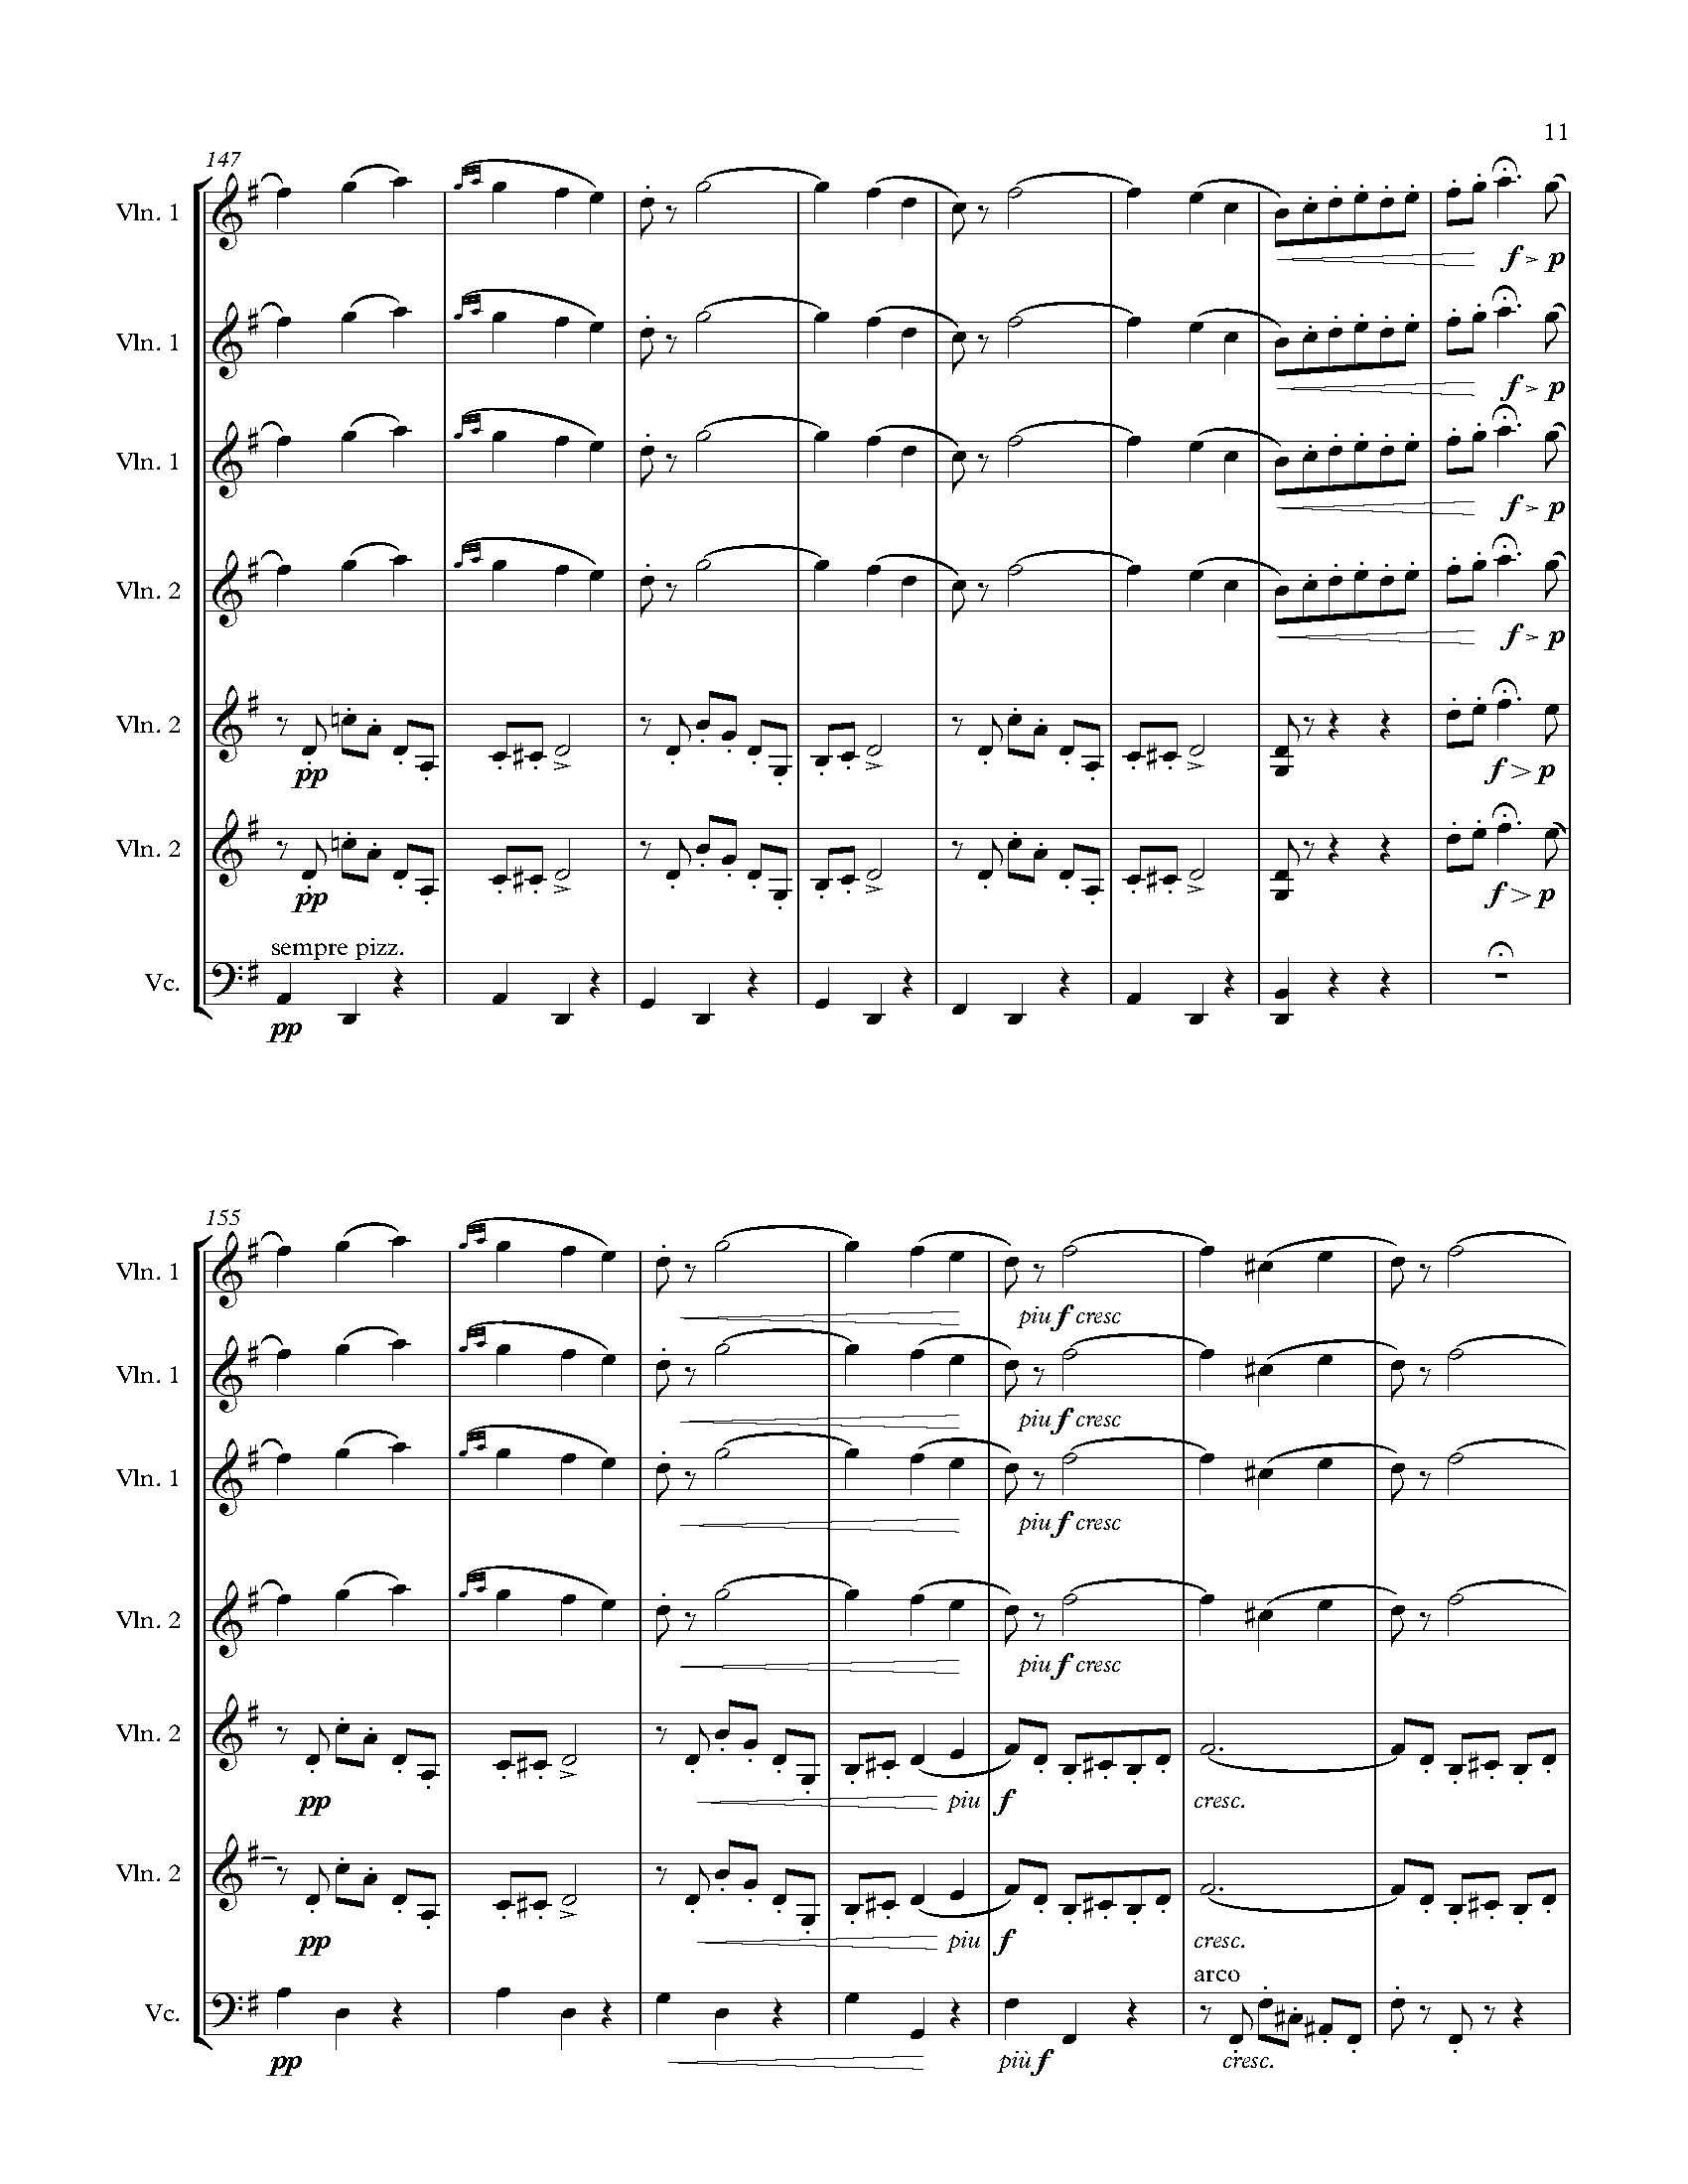 11
147
Vln. 1
f p
Vln. 1
f p
Vln. 1
f p
Vln. 2
f p
Vln. 2
pp f p
Vln. 2
pp f p
sempre pizz.
Vc.
pp
155
Vln. 1
piu f cresc
Vln. 1
piu f cresc
Vln. 1
piu f cresc
Vln. 2
piu f cresc
Vln. 2
pp piu f cresc.
Vln. 2
pp piu f cresc.
arco
Vc.
pp più f cresc.